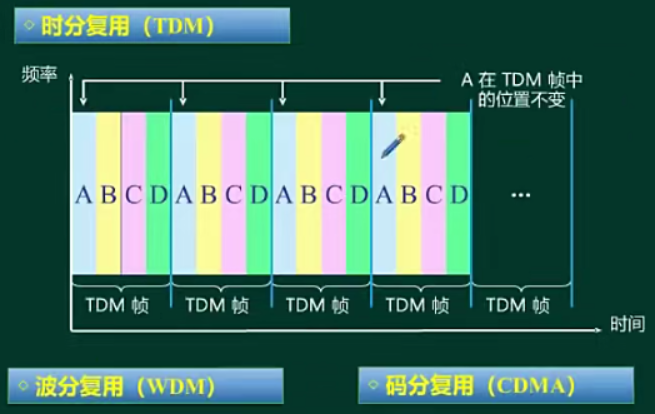 ◇ 时分复用（TDM）
频率
A 在 TDM 帧中
的位置不变
A B C D A B C D A B C D A B C D ...
TDM 帧 TDM 帧 TDM 帧 TDM 帧 TDM 帧
时间
◇ 波分复用（WDM）
◇ 码分复用（CDMA）